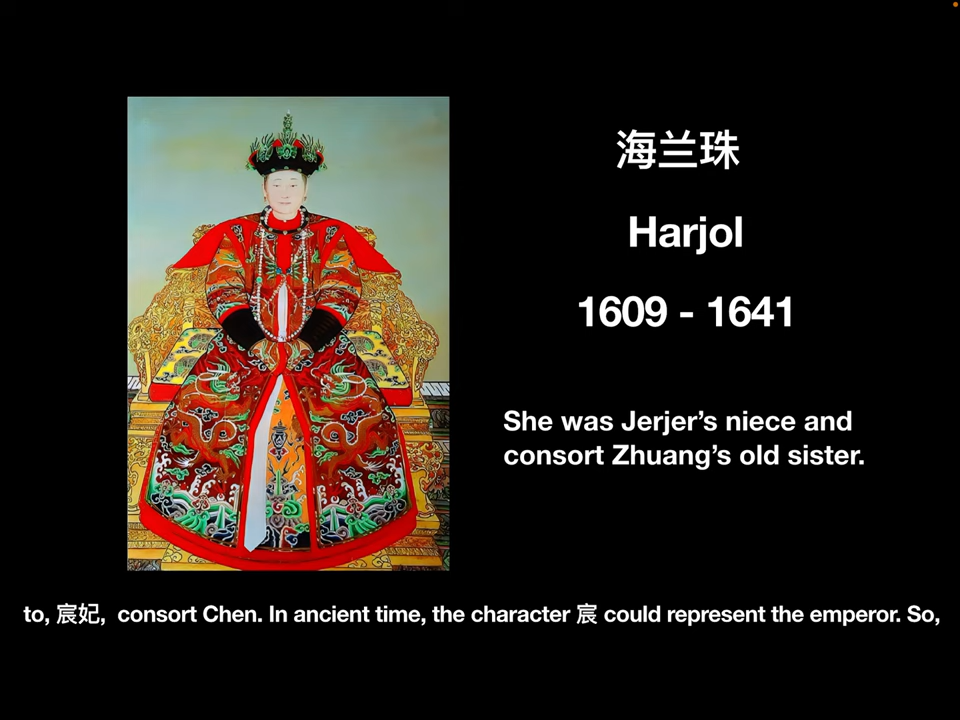 海兰珠
Harjol
1609 - 1641
She was Jerjer’s niece and
consort Zhuang’s old sister.
to, 宸妃,  consort Chen. In ancient time, the character 宸 could represent the emperor. So,